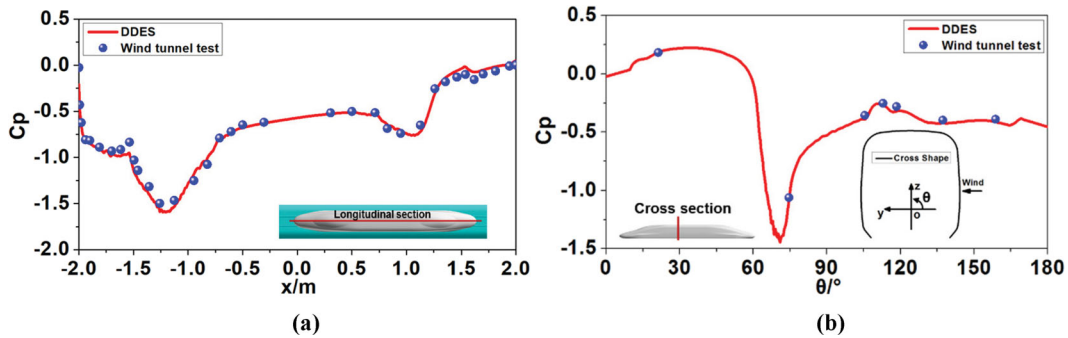 DDES
Wind tunnel test
0.0
-0.5
-1.0
-1.5
-2.0
Cp
Longitudinal section
-2.0 -1.5 -1.0 -0.5 0.0 0.5 1.0 1.5 2.0
x/m
(a)
DDES
Wind tunnel test
0.5
0.0
-0.5
-1.0
-1.5
Cp
Cross Shape
Wind
z
θ
y
o
Cross section
0 30 60 90 120 150 180
θ/°
(b)